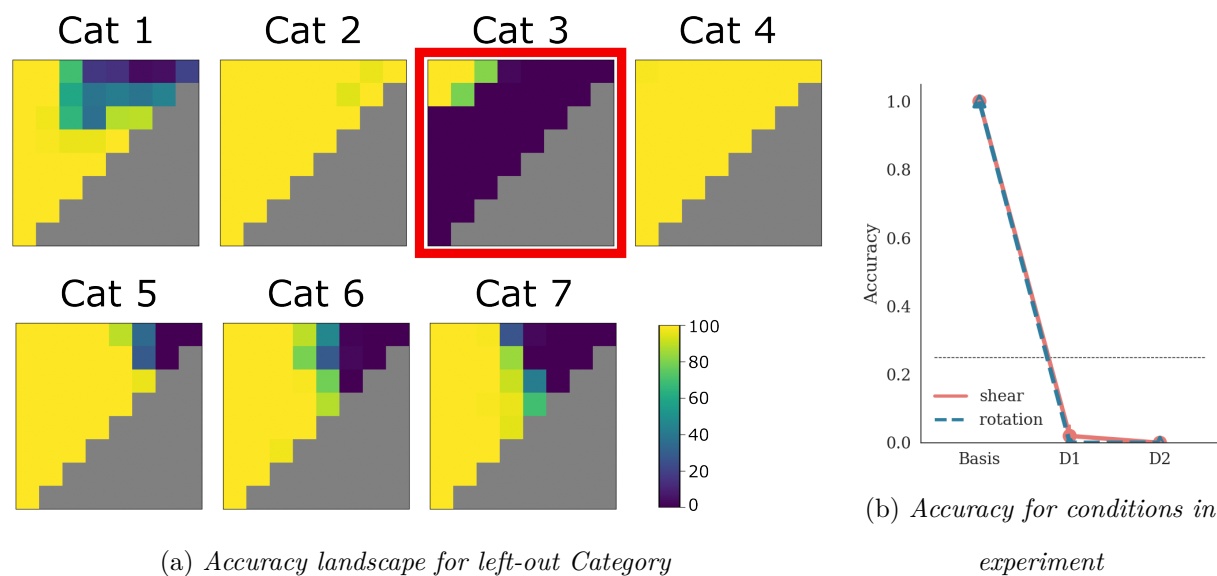 Cat 1
Cat 2
Cat 3
Cat 4
Cat 5
Cat 6
Cat 7
100
80
60
40
20
0
(a) Accuracy landscape for left-out Category
1.0
0.8
0.6
0.4
0.2
0.0
Accuracy
shear
rotation
Basis
D1
D2
(b) Accuracy for conditions in
experiment